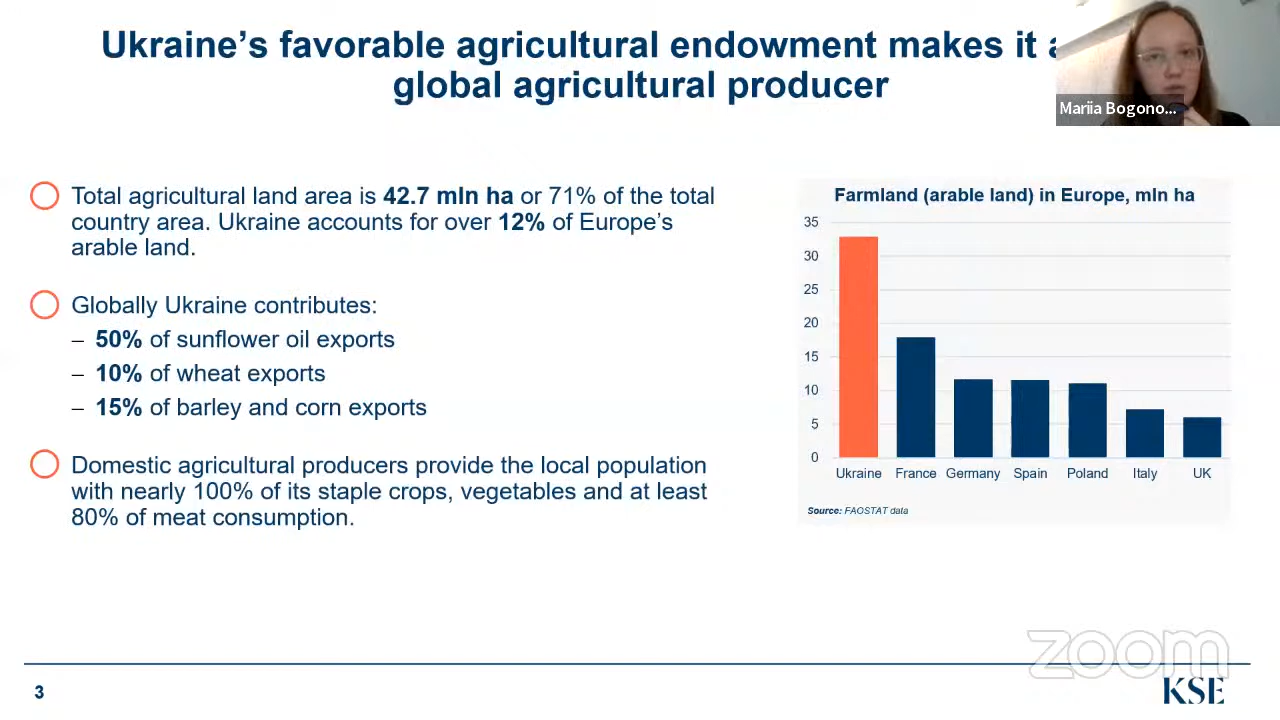 Ukraine's favorable agricultural endowment makes it
global agricultural producer
Mariia Bogono...
Total agricultural land area is 42.7 mln ha or 71% of the total
country area. Ukraine accounts for over 12% of Europe's
arable land.
Globally Ukraine contributes:
– 50% of sunflower oil exports
– 10% of wheat exports
– 15% of barley and corn exports
Domestic agricultural producers provide the local population
with nearly 100% of its staple crops, vegetables and at least
80% of meat consumption.
Farmland (arable land) in Europe, mln ha
35
30
25
20
15
10
5
0
Ukraine France Germany Spain Poland Italy UK
Source: FAOSTAT data
zoom
3
KSE